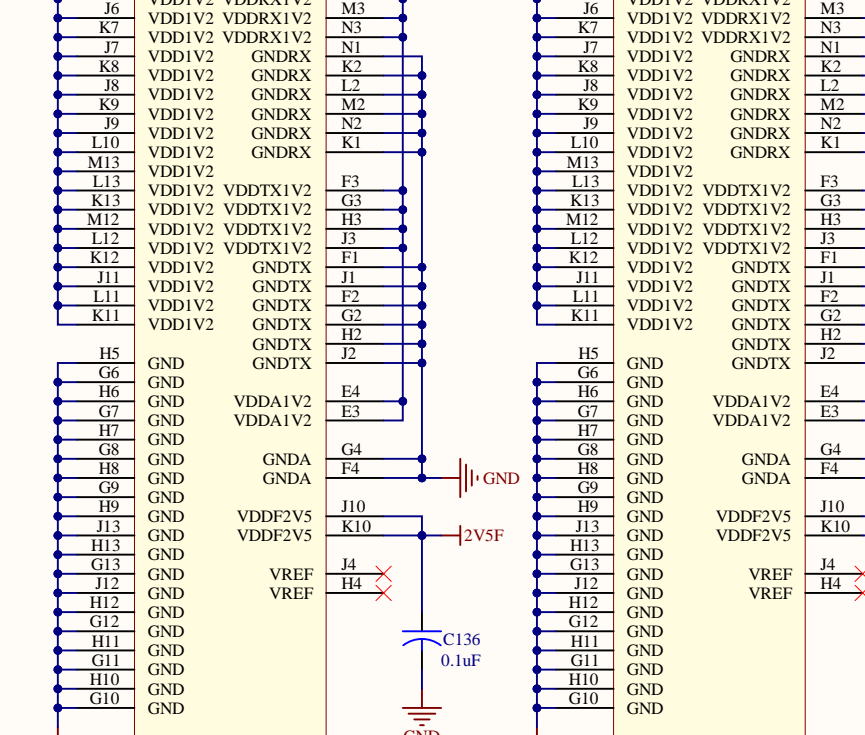 VDD1V2 VDDRX1V2 VDD1V2 VDDRX1V2
J6 VDD1V2 VDDRX1V2 M3 J6 VDD1V2 VDDRX1V2 M3
K7 VDD1V2 VDDRX1V2 N3 K7 VDD1V2 VDDRX1V2 N3
J7 VDD1V2 GNDRX N1 J7 VDD1V2 GNDRX N1
K8 VDD1V2 GNDRX K2 K8 VDD1V2 GNDRX K2
J8 VDD1V2 GNDRX L2 J8 VDD1V2 GNDRX L2
K9 VDD1V2 GNDRX M2 K9 VDD1V2 GNDRX M2
J9 VDD1V2 GNDRX N2 J9 VDD1V2 GNDRX N2
L10 VDD1V2 GNDRX K1 L10 VDD1V2 GNDRX K1
M13 VDD1V2 M13 VDD1V2
L13 VDD1V2 VDDTX1V2 F3 L13 VDD1V2 VDDTX1V2 F3
K13 VDD1V2 VDDTX1V2 G3 K13 VDD1V2 VDDTX1V2 G3
M12 VDD1V2 VDDTX1V2 H3 M12 VDD1V2 VDDTX1V2 H3
L12 VDD1V2 VDDTX1V2 J3 L12 VDD1V2 VDDTX1V2 J3
K12 VDD1V2 GNDTX F1 K12 VDD1V2 GNDTX F1
J11 VDD1V2 GNDTX J1 J11 VDD1V2 GNDTX J1
L11 VDD1V2 GNDTX F2 L11 VDD1V2 GNDTX F2
K11 VDD1V2 GNDTX G2 K11 VDD1V2 GNDTX G2
GNDTX H2 GNDTX H2
H5 GND GNDTX J2 H5 GND GNDTX J2
G6 GND G6 GND
H6 GND VDDA1V2 E4 H6 GND VDDA1V2 E4
G7 GND VDDA1V2 E3 G7 GND VDDA1V2 E3
H7 GND H7 GND
G8 GND GNDA G4 G8 GND GNDA G4
H8 GND GNDA F4 GND H8 GND GNDA F4
G9 GND G9 GND
H9 GND VDDF2V5 J10 H9 GND VDDF2V5 J10
J13 GND VDDF2V5 K10 2V5F J13 GND VDDF2V5 K10
H13 GND H13 GND
G13 GND VREF J4 G13 GND VREF J4
J12 GND VREF H4 J12 GND VREF H4
H12 GND H12 GND
G12 GND G12 GND
H11 GND C136 H11 GND
G11 GND 0.1uF G11 GND
H10 GND H10 GND
G10 GND G10 GND
GND